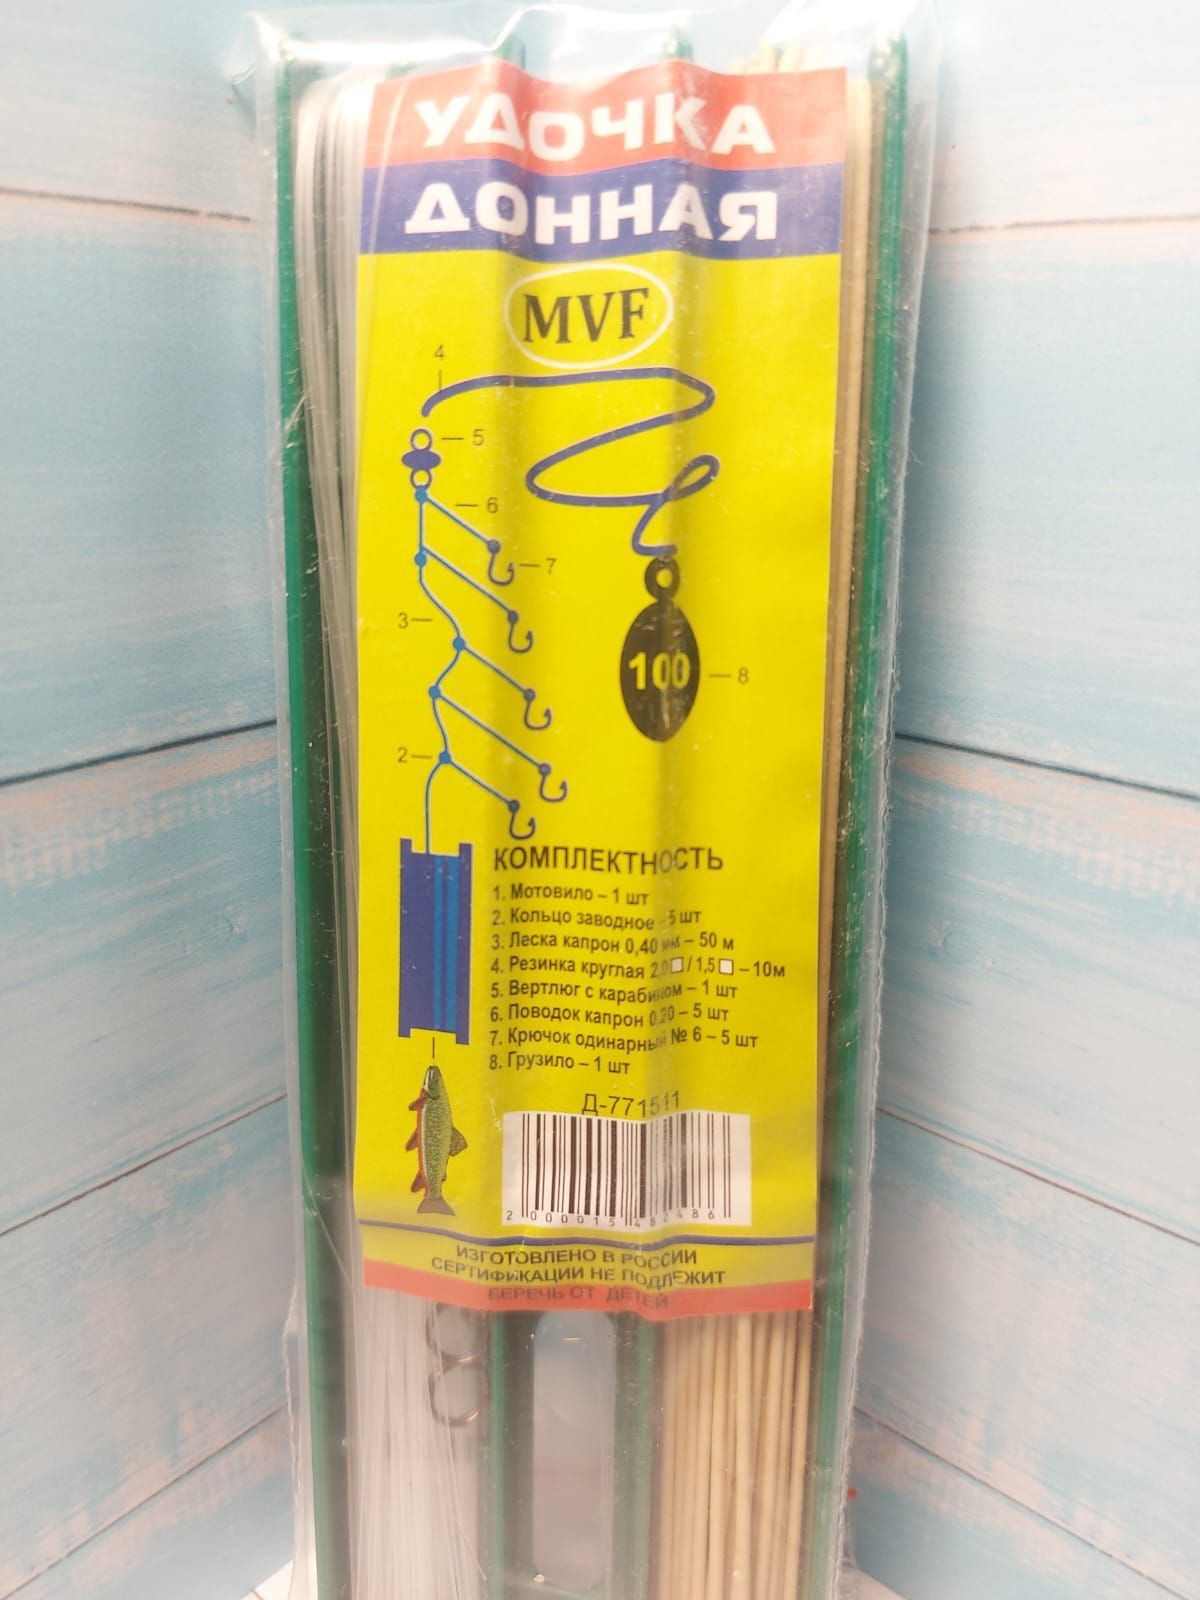 УДОЧКА
ДОННАЯ
MVF
4
5
6
7
3
100
8
2
КОМПЛЕКТНОСТЬ
1. Мотовило – 1 шт
2. Кольцо заводное – 5 шт
3. Леска капрон 0,40 мм – 50 м
4. Резинка круглая 2,0□ / 1,5□ – 10м
5. Вертлюг с карабином – 1 шт
6. Поводок капрон 0,20 – 5 шт
7. Крючок одинарный № 6 – 5 шт
8. Грузило – 1 шт
Д-771511
2 000015 482486
ИЗГОТОВЛЕНО В РОССИИ
СЕРТИФИКАЦИИ НЕ ПОДЛЕЖИТ
БЕРЕЧЬ ОТ ДЕТЕЙ